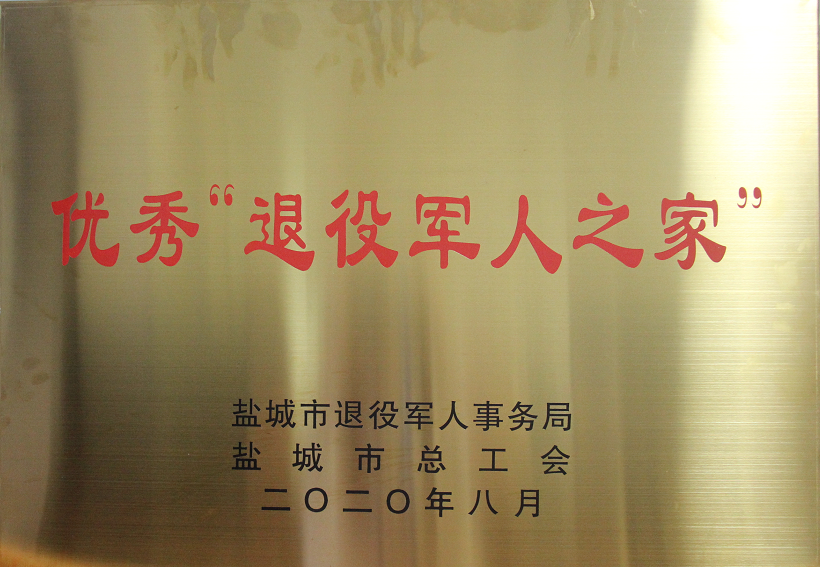 优秀“退役军人之家”
盐城市退役军人事务局
盐城市总工会
二〇二〇年八月